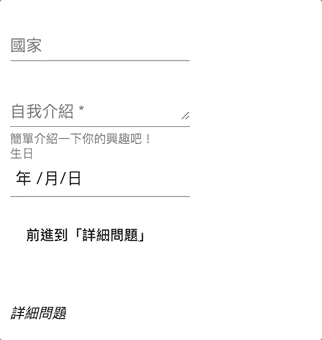 國家
自我介紹 *
簡單介紹一下你的興趣吧！
生日
年 /月/日
前進到「詳細問題」
詳細問題